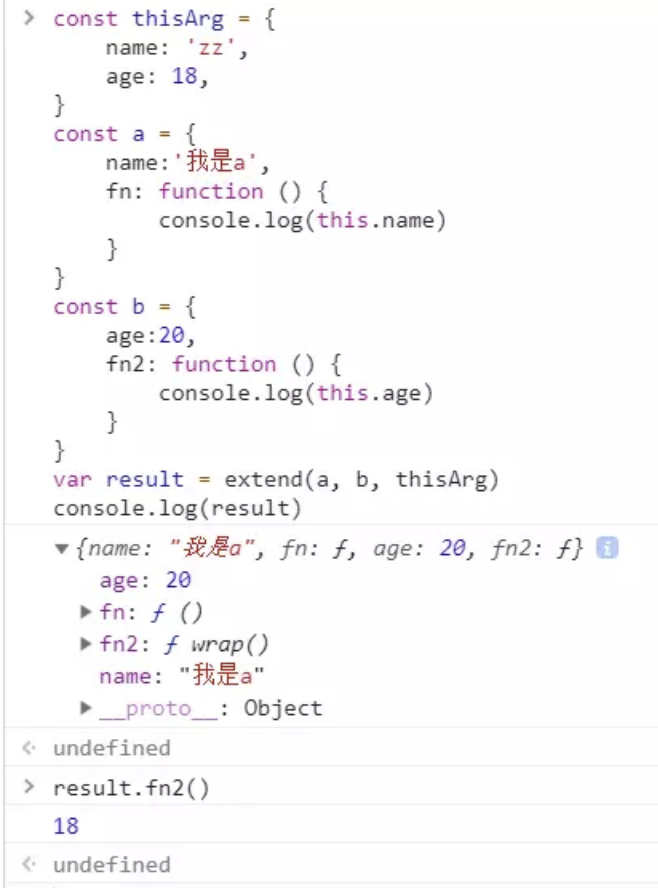 > const thisArg = {
name: 'zz',
age: 18,
}
const a = {
name:'我是a',
fn: function () {
console.log(this.name)
}
}
const b = {
age:20,
fn2: function () {
console.log(this.age)
}
}
var result = extend(a, b, thisArg)
console.log(result)
▼{name: "我是a", fn: ƒ, age: 20, fn2: ƒ} i
age: 20
▶fn: ƒ ()
▶fn2: ƒ wrap()
name: "我是a"
▶__proto__: Object
<· undefined
> result.fn2()
18
<· undefined